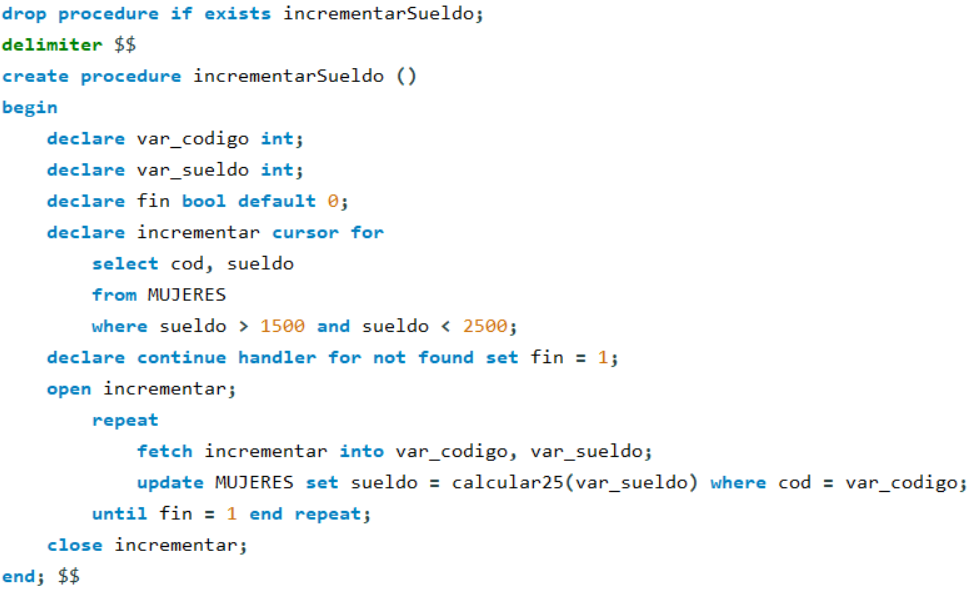 drop procedure if exists incrementarSueldo;
delimiter $$
create procedure incrementarSueldo ()
begin
    declare var_codigo int;
    declare var_sueldo int;
    declare fin bool default 0;
    declare incrementar cursor for
        select cod, sueldo
        from MUJERES
        where sueldo > 1500 and sueldo < 2500;
    declare continue handler for not found set fin = 1;
    open incrementar;
        repeat
            fetch incrementar into var_codigo, var_sueldo;
            update MUJERES set sueldo = calcular25(var_sueldo) where cod = var_codigo;
        until fin = 1 end repeat;
    close incrementar;
end; $$